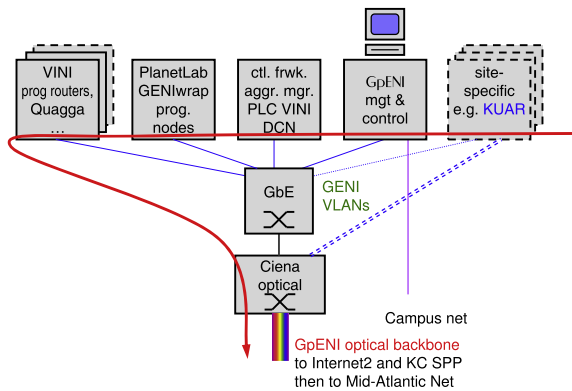 VINI
prog routers,
Quagga
...
PlanetLab
GENIwrap
prog.
nodes
ctl. frwk.
aggr. mgr.
PLC VINI
DCN
GpENI
mgt &
control
site-
specific
e.g. KUAR
GbE
GENI
VLANs
Ciena
optical
Campus net
GpENI optical backbone
to Internet2 and KC SPP
then to Mid-Atlantic Net